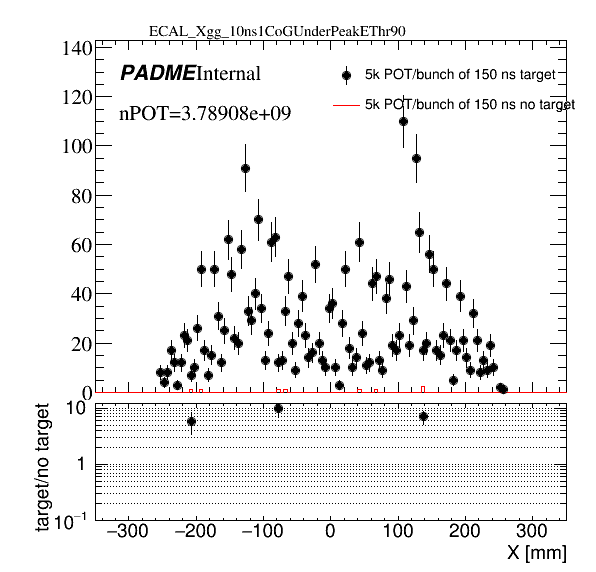 ECAL_Xgg_10ns1CoGUnderPeakEThr90
140
120
100
80
60
40
20
0
PADME Internal
nPOT=3.78908e+09
5k POT/bunch of 150 ns target
5k POT/bunch of 150 ns no target
target/no target
10
1
10−1
−300 −200 −100 0 100 200 300
X [mm]